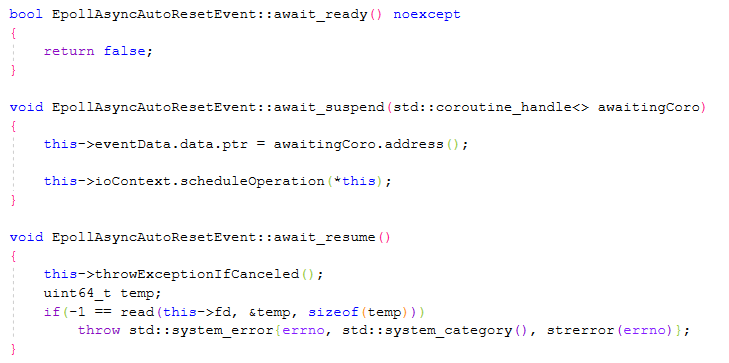 bool EpollAsyncAutoResetEvent::await_ready() noexcept
{
    return false;
}

void EpollAsyncAutoResetEvent::await_suspend(std::coroutine_handle<> awaitingCoro)
{
    this->eventData.data.ptr = awaitingCoro.address();

    this->ioContext.scheduleOperation(*this);
}

void EpollAsyncAutoResetEvent::await_resume()
{
    this->throwExceptionIfCanceled();
    uint64_t temp;
    if(-1 == read(this->fd, &temp, sizeof(temp)))
        throw std::system_error{errno, std::system_category(), strerror(errno)};
}